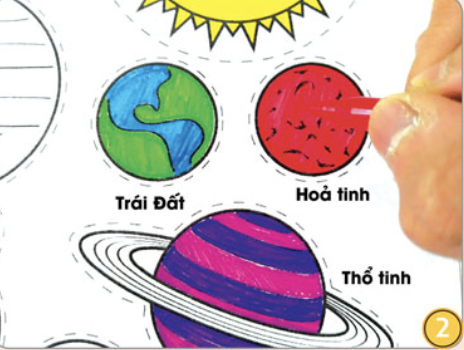 Trái Đất
Hoả tinh
Thổ tinh
2